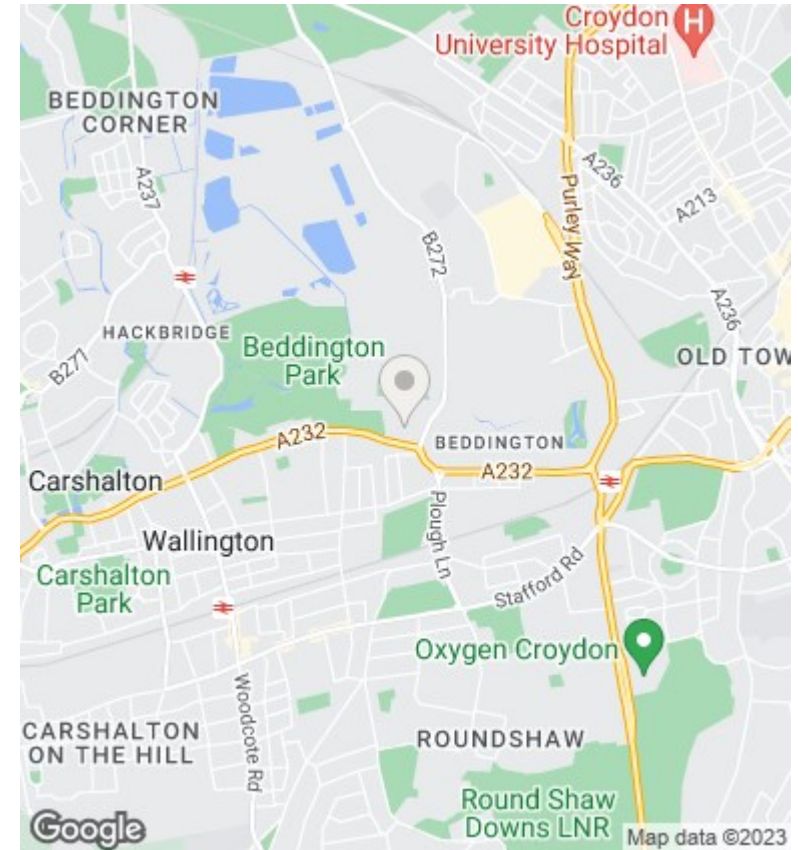 Croydon
University Hospital
H
BEDDINGTON
CORNER
A237
A236
Purley Way
A213
B272
A236
HACKBRIDGE
B271
Beddington
Park
OLD TOW
A232
BEDDINGTON
A232
Carshalton
Plough Ln
Wallington
Stafford Rd
Carshalton
Park
Oxygen Croydon
Woodcote Rd
CARSHALTON
ON THE HILL
ROUNDSHAW
Round Shaw
Downs LNR
Google
Map data ©2023